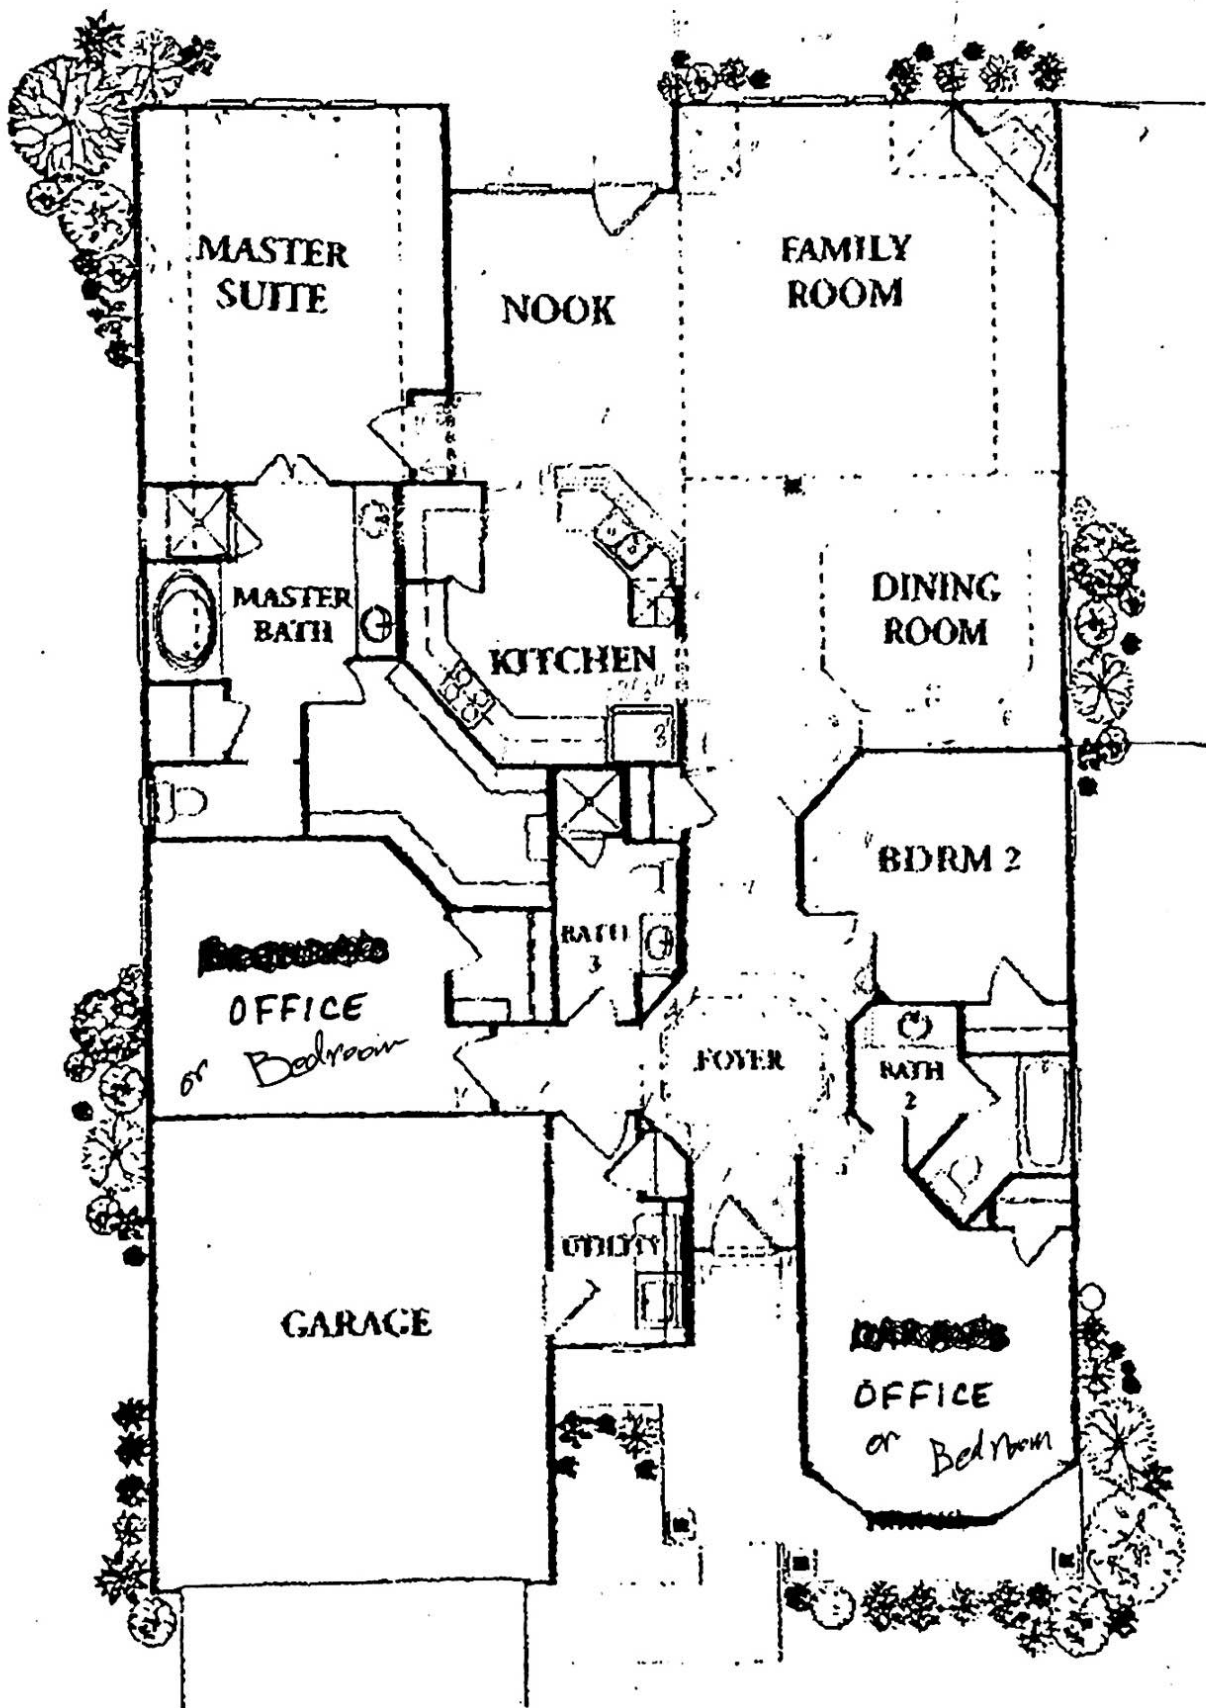 MASTER
SUITE
NOOK
FAMILY
ROOM
MASTER
BATH
KITCHEN
DINING
ROOM
BDRM 2
BATH
3
OFFICE
or Bedroom
FOYER
BATH
2
UTILITY
GARAGE
OFFICE
or Bedroom